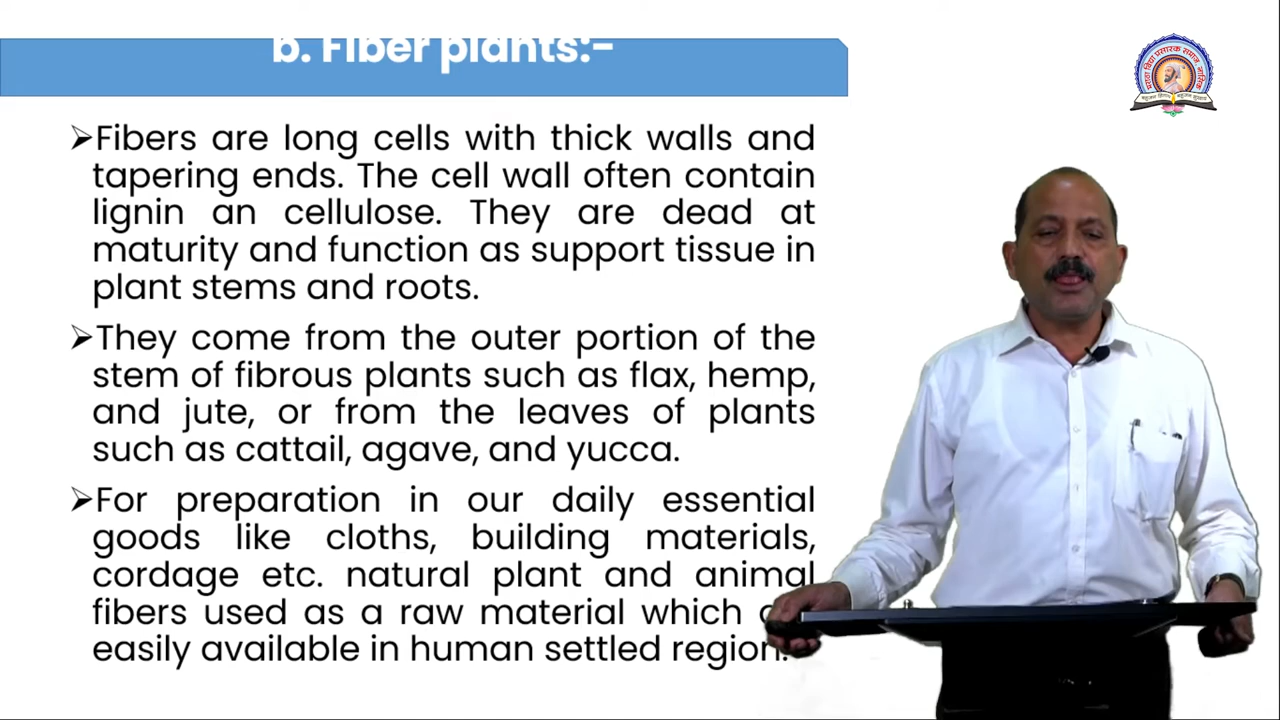 b. Fiber plants:-
➢Fibers are long cells with thick walls and
tapering ends. The cell wall often contain
lignin an cellulose. They are dead at
maturity and function as support tissue in
plant stems and roots.
➢They come from the outer portion of the
stem of fibrous plants such as flax, hemp,
and jute, or from the leaves of plants
such as cattail, agave, and yucca.
➢For preparation in our daily essential
goods like cloths, building materials,
cordage etc. natural plant and animal
fibers used as a raw material which
easily available in human settled region.
मराठा विद्या प्रसारक समाज, नाशिक